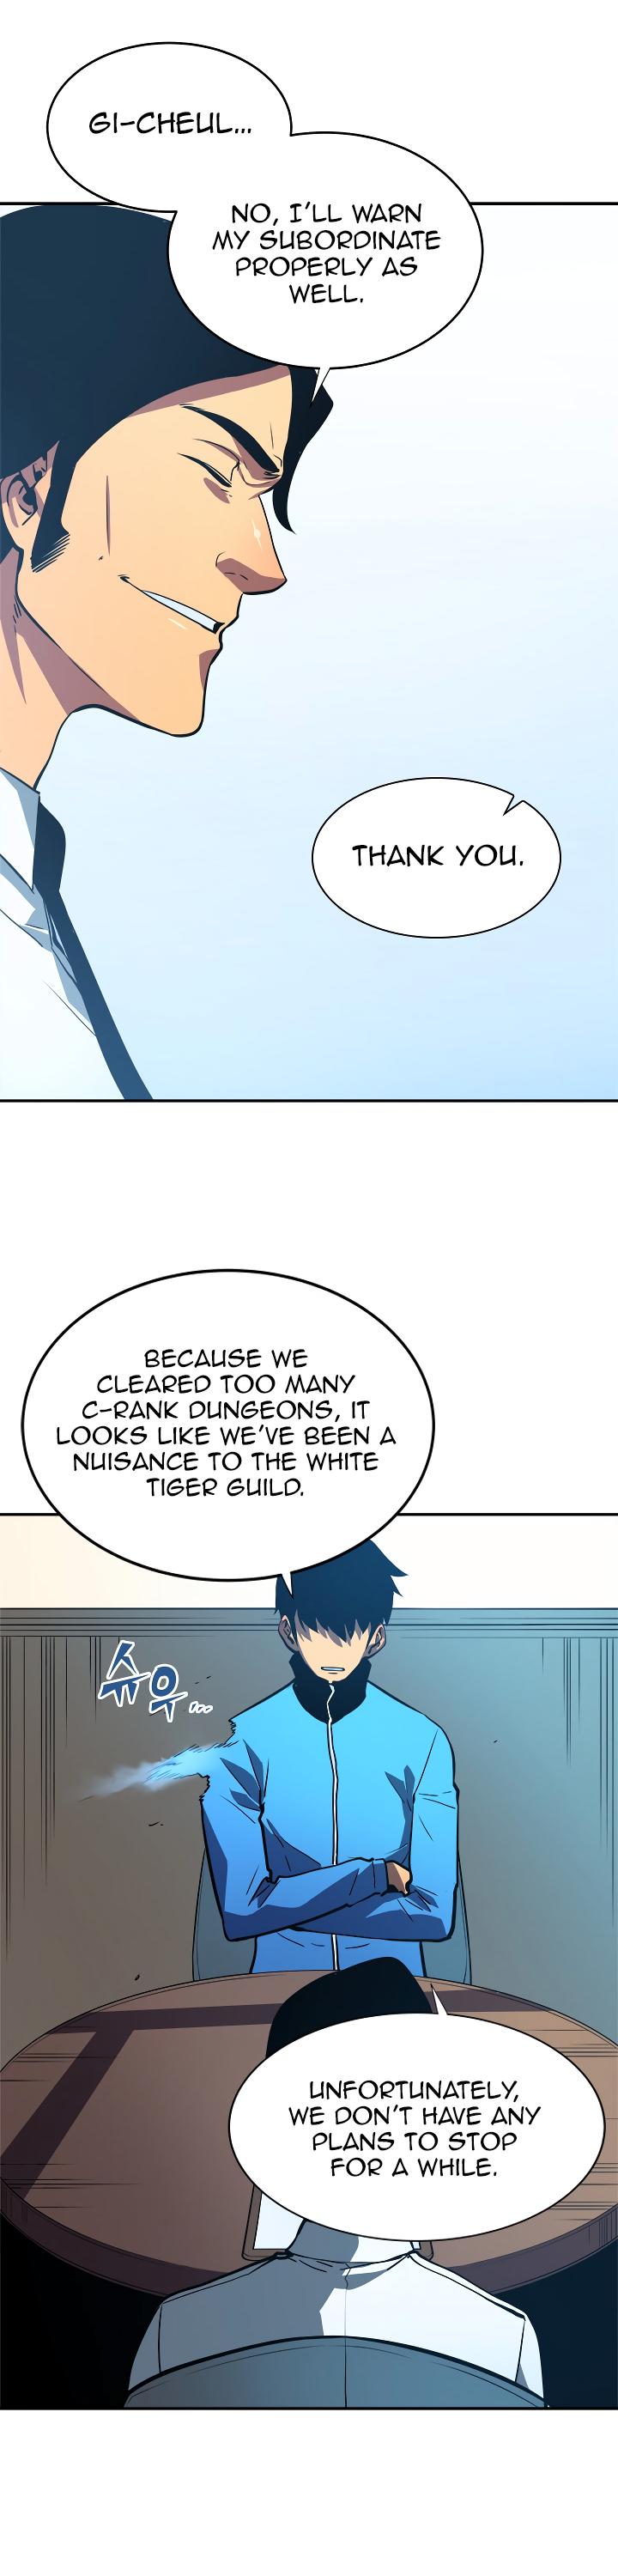 GI-CHEUL...
NO, I'LL WARN
MY SUBORDINATE
PROPERLY AS
WELL.
THANK YOU.
BECAUSE WE
CLEARED TOO MANY
C-RANK DUNGEONS, IT
LOOKS LIKE WE'VE BEEN A
NUISANCE TO THE WHITE
TIGER GUILD.
슈우...
UNFORTUNATELY,
WE DON'T HAVE ANY
PLANS TO STOP
FOR A WHILE.